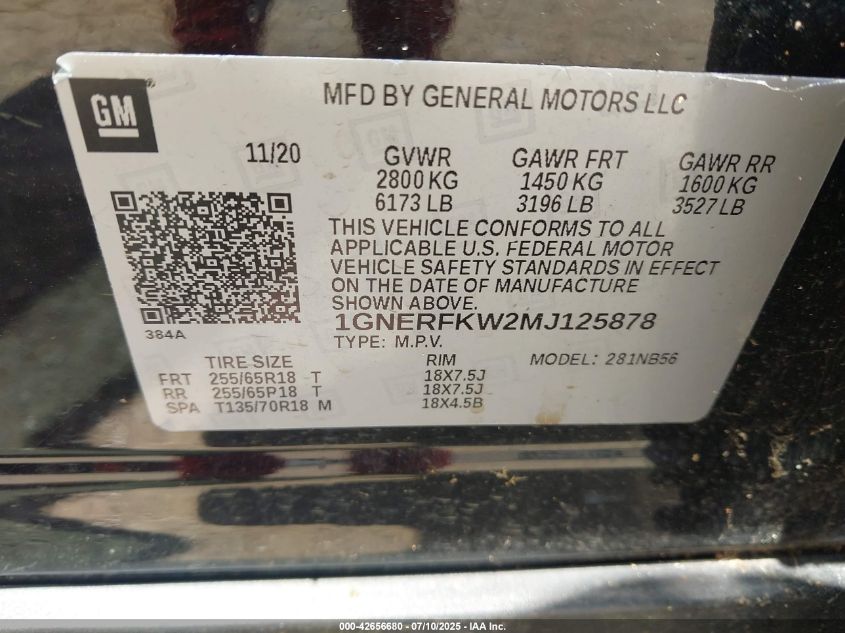 GM
MFD BY GENERAL MOTORS LLC
11/20
GVWR
2800 KG
6173 LB
GAWR FRT
1450 KG
3196 LB
GAWR RR
1600 KG
3527 LB
THIS VEHICLE CONFORMS TO ALL
APPLICABLE U.S. FEDERAL MOTOR
VEHICLE SAFETY STANDARDS IN EFFECT
ON THE DATE OF MANUFACTURE
SHOWN ABOVE.
384A
1GNERFKW2MJ125878
TYPE: M.P.V.
TIRE SIZE RIM MODEL: 281NB56
FRT 255/65R18 T 18X7.5J
RR 255/65P18 T 18X7.5J
SPA T135/70R18 M 18X4.5B
000-42656680 - 07/10/2025 - IAA Inc.